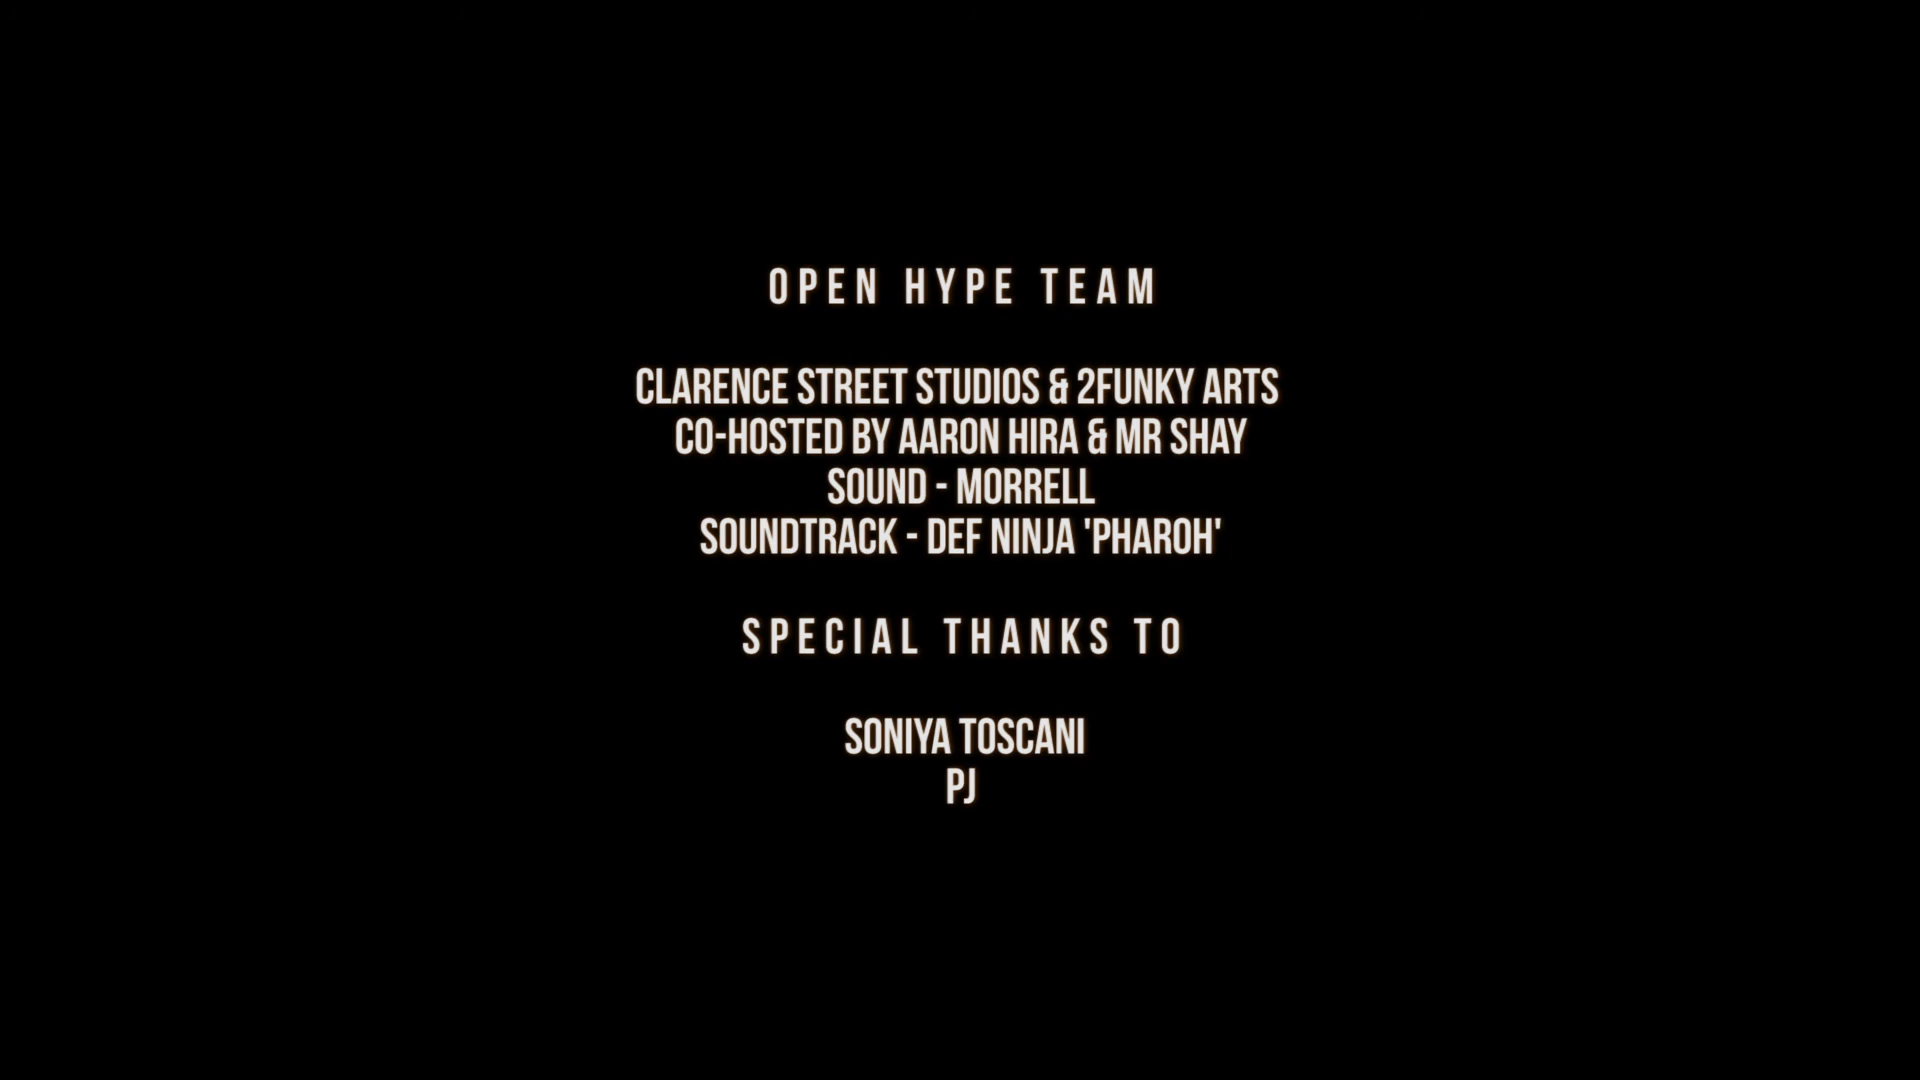 OPEN HYPE TEAM
CLARENCE STREET STUDIOS & 2FUNKY ARTS
CO-HOSTED BY AARON HIRA & MR SHAY
SOUND - MORRELL
SOUNDTRACK - DEF NINJA 'PHAROH'
SPECIAL THANKS TO
SONIYA TOSCANI
PJ